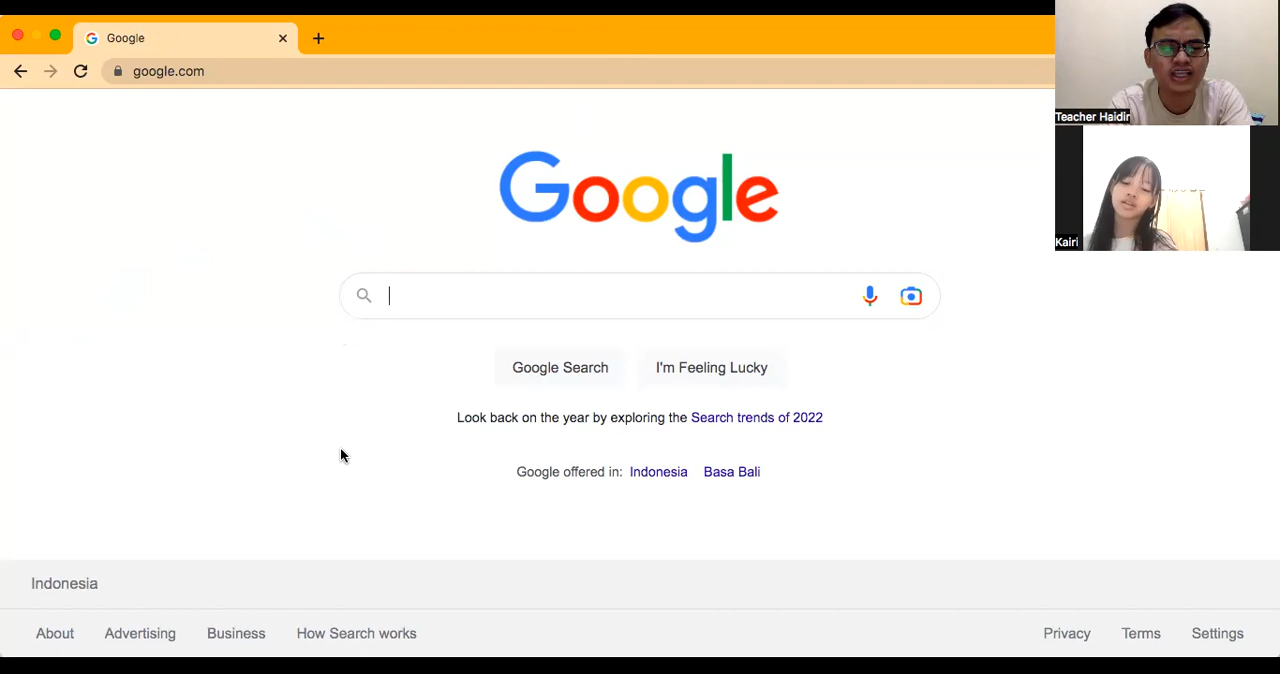 Google
google.com
Teacher Haidir
Kairi
Google
Google Search
I'm Feeling Lucky
Look back on the year by exploring the Search trends of 2022
Google offered in: Indonesia Basa Bali
Indonesia
About Advertising Business How Search works
Privacy Terms Settings